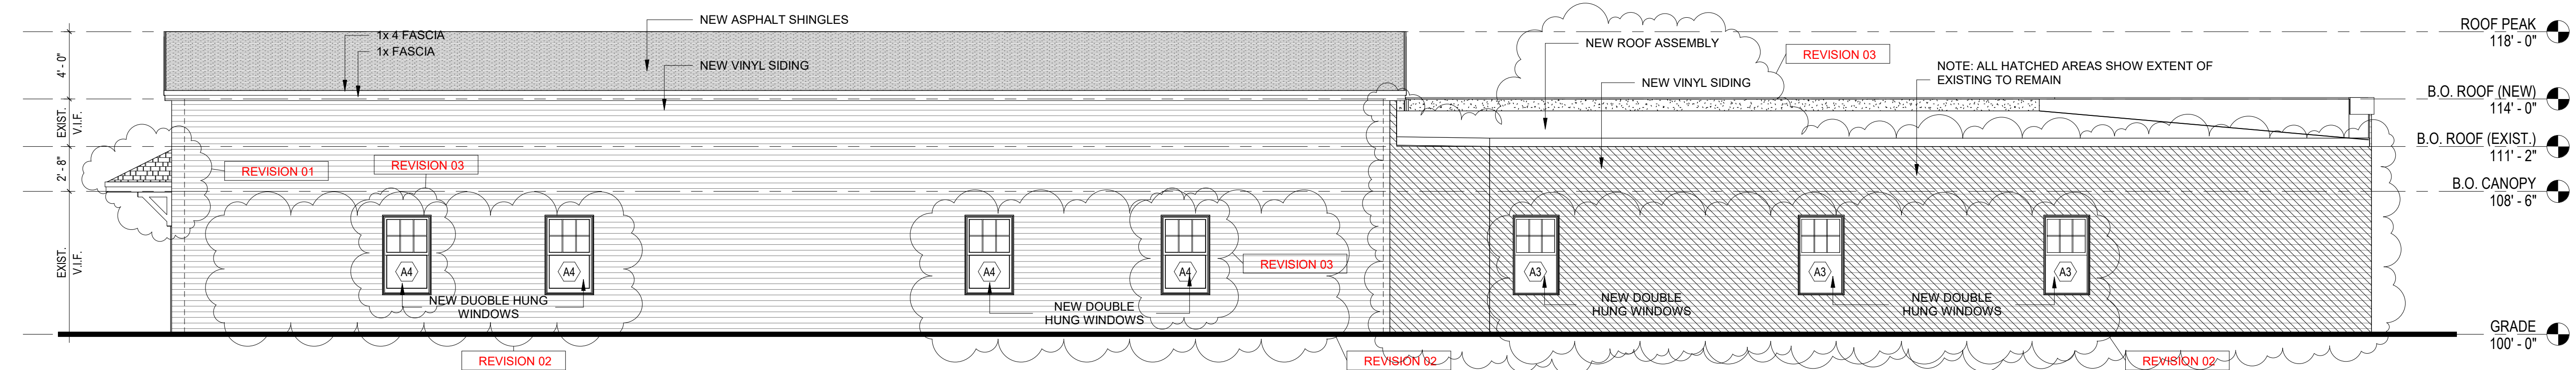 NEW ASPHALT SHINGLES
1x 4 FASCIA
1x FASCIA
NEW VINYL SIDING
NEW ROOF ASSEMBLY
REVISION 03
NEW VINYL SIDING
NOTE: ALL HATCHED AREAS SHOW EXTENT OF
EXISTING TO REMAIN
ROOF PEAK
118' - 0"
B.O. ROOF (NEW)
114' - 0"
B.O. ROOF (EXIST.)
111' - 2"
B.O. CANOPY
108' - 6"
GRADE
100' - 0"
4' - 0"
EXIST.
V.I.F.
2' - 8"
EXIST.
V.I.F.
REVISION 01
REVISION 03
A4
A4
A4
A4
A3
A3
A3
REVISION 03
NEW DUOBLE HUNG
WINDOWS
NEW DOUBLE
HUNG WINDOWS
NEW DOUBLE
HUNG WINDOWS
NEW DOUBLE
HUNG WINDOWS
REVISION 02
REVISION 02
REVISION 02